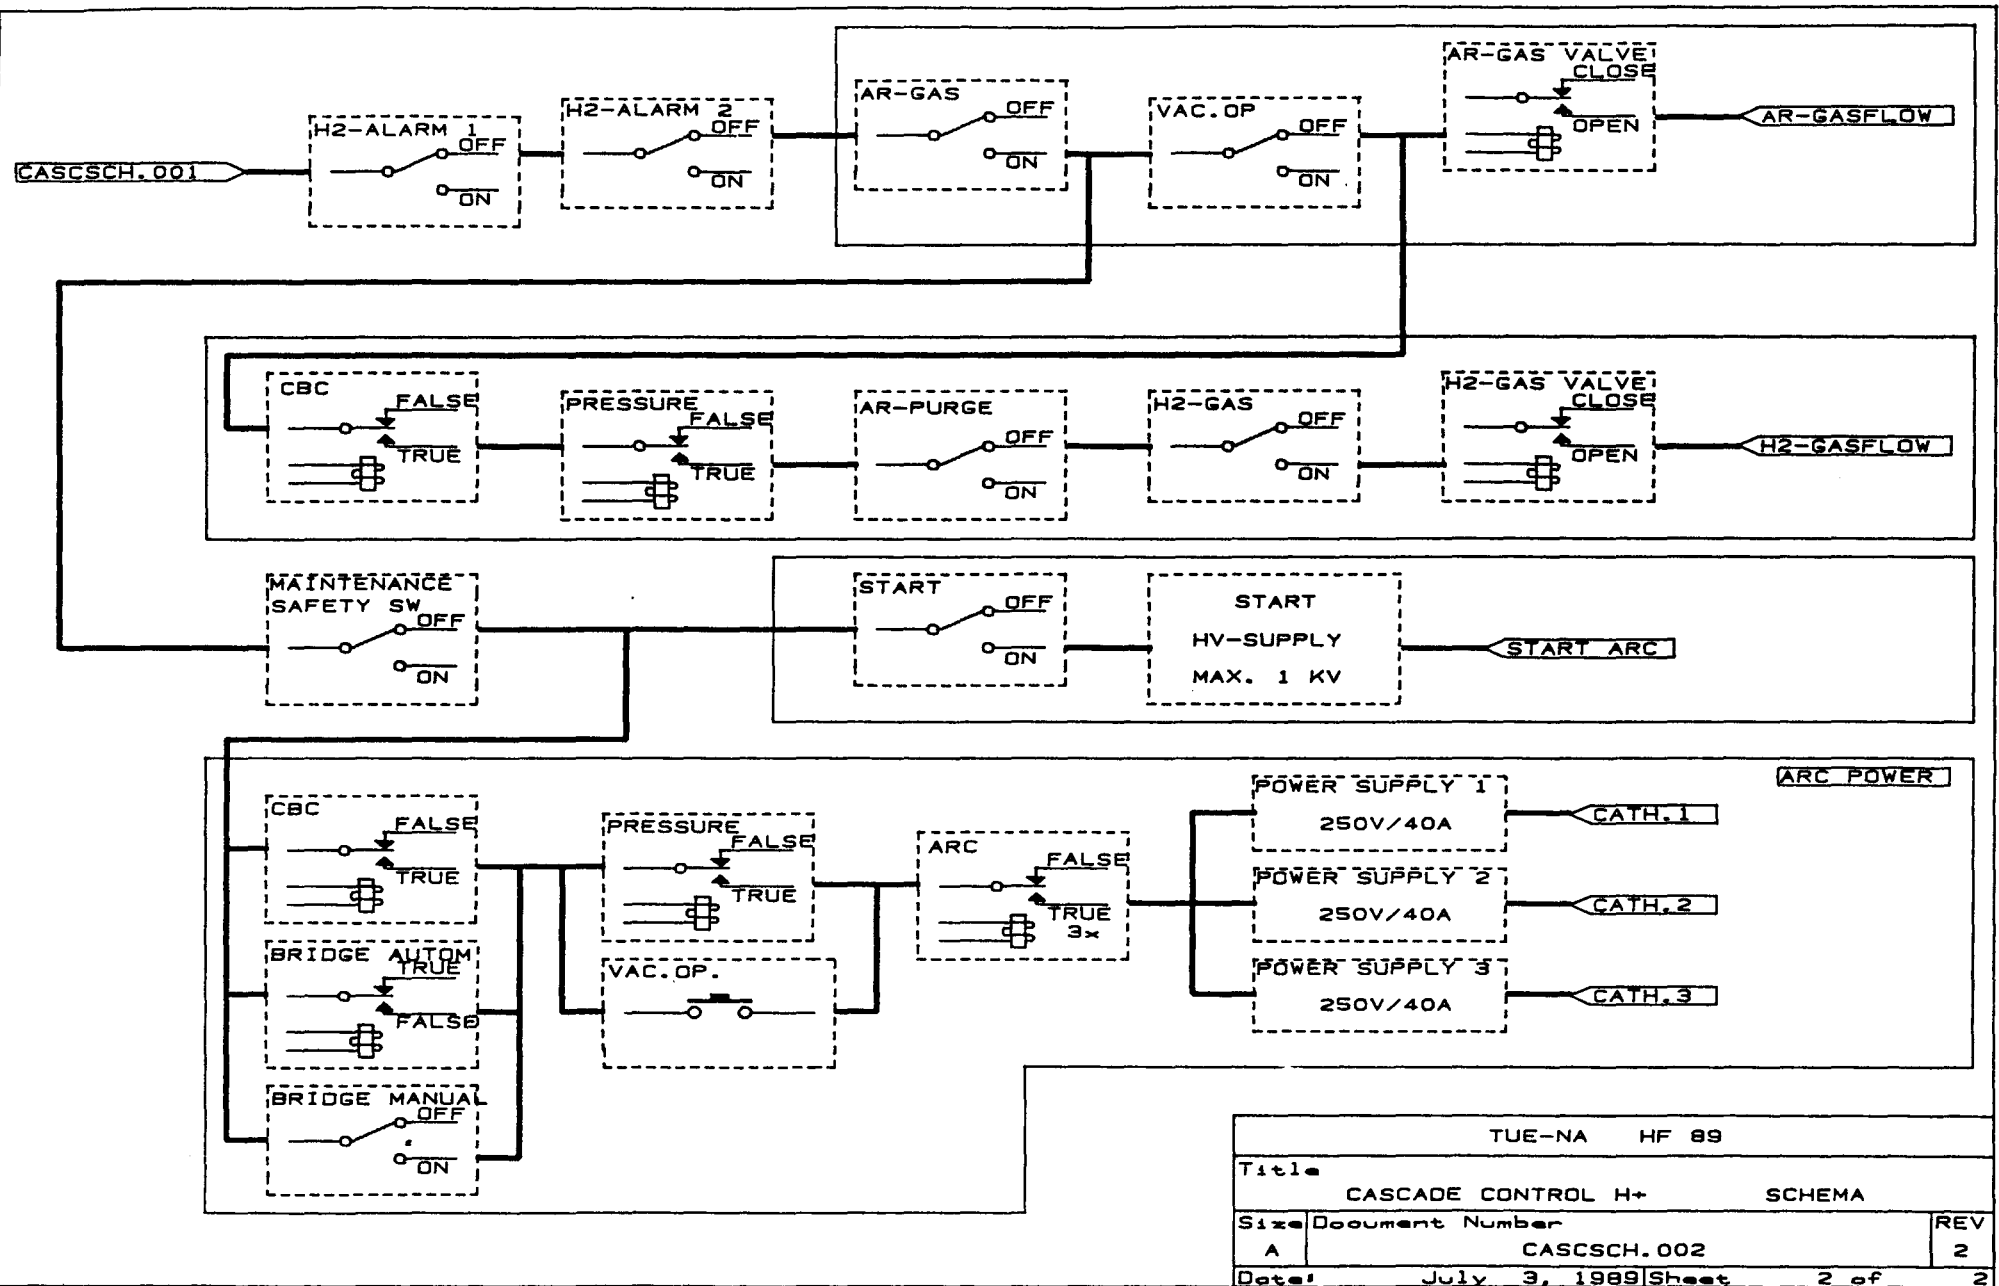 CASCSCH.001
H2-ALARM 1
OFF
ON
H2-ALARM 2
OFF
ON
AR-GAS
OFF
ON
VAC.OP
OFF
ON
AR-GAS VALVE
CLOSE
OPEN
AR-GASFLOW
CBC
FALSE
TRUE
PRESSURE
FALSE
TRUE
AR-PURGE
OFF
ON
H2-GAS
OFF
ON
H2-GAS VALVE
CLOSE
OPEN
H2-GASFLOW
MAINTENANCE
SAFETY SW
OFF
ON
START
OFF
ON
START
HV-SUPPLY
MAX. 1 KV
START ARC
ARC POWER
CBC
FALSE
TRUE
BRIDGE AUTOM
TRUE
FALSE
BRIDGE MANUAL
OFF
ON
PRESSURE
FALSE
TRUE
VAC.OP.
ARC
FALSE
TRUE
3x
POWER SUPPLY 1
250V/40A
CATH.1
POWER SUPPLY 2
250V/40A
CATH.2
POWER SUPPLY 3
250V/40A
CATH.3
TUE-NA HF 89
Title
CASCADE CONTROL H+ SCHEMA
Size Document Number REV
A CASCSCH.002 2
Date: July 3, 1989 Sheet 2 of 2